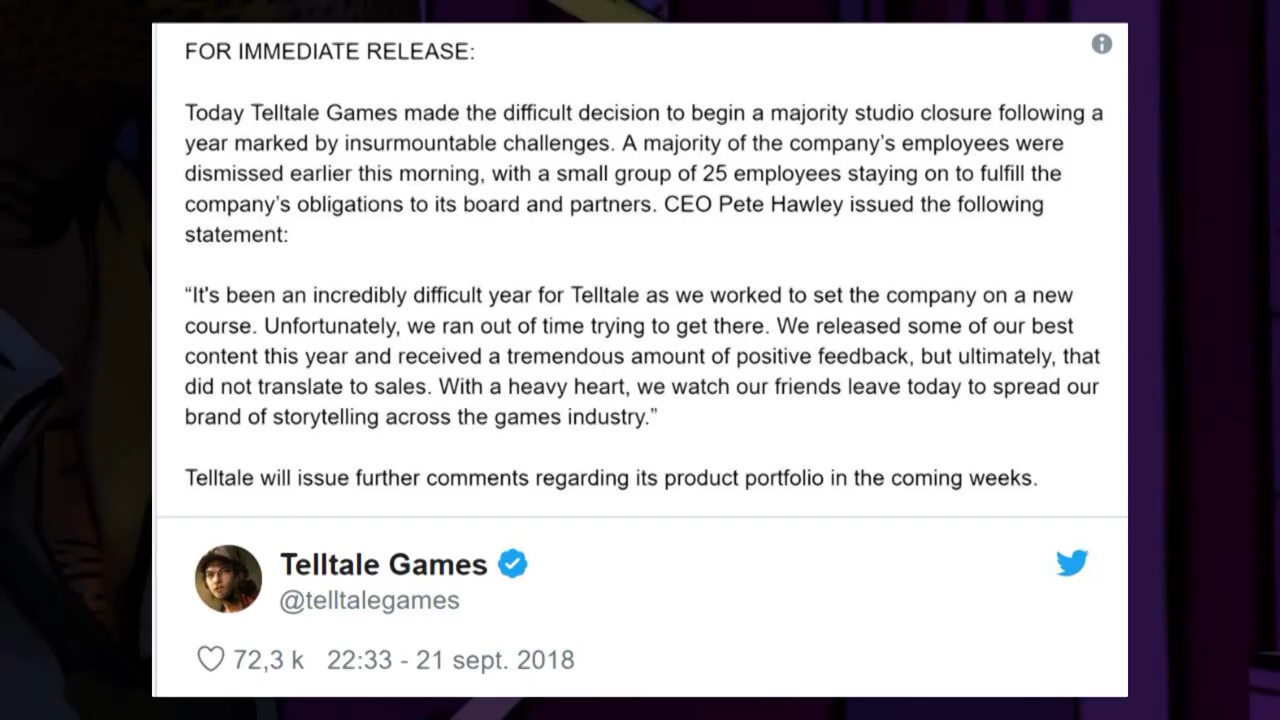 FOR IMMEDIATE RELEASE:
Today Telltale Games made the difficult decision to begin a majority studio closure following a
year marked by insurmountable challenges. A majority of the company’s employees were
dismissed earlier this morning, with a small group of 25 employees staying on to fulfill the
company’s obligations to its board and partners. CEO Pete Hawley issued the following
statement:
“It's been an incredibly difficult year for Telltale as we worked to set the company on a new
course. Unfortunately, we ran out of time trying to get there. We released some of our best
content this year and received a tremendous amount of positive feedback, but ultimately, that
did not translate to sales. With a heavy heart, we watch our friends leave today to spread our
brand of storytelling across the games industry.”
Telltale will issue further comments regarding its product portfolio in the coming weeks.
Telltale Games
@telltalegames
72,3 k 22:33 - 21 sept. 2018